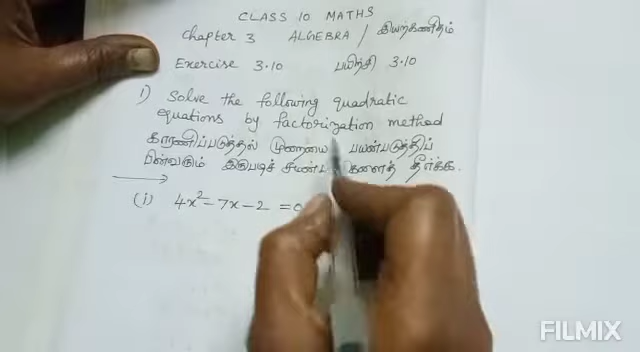 CLASS 10 MATHS
Chapter 3 ALGEBRA / இயற்கணிதம்
Exercise 3.10 பயிற்சி 3.10
1) Solve the following quadratic
equations by factorization method
காரணிப்படுத்தல் முறையை பயன்படுத்திப்
பின்வரும் இருபடிச் களைத் தீர்க்க.
(i) 4x²-7x-2 =0
FILMIX